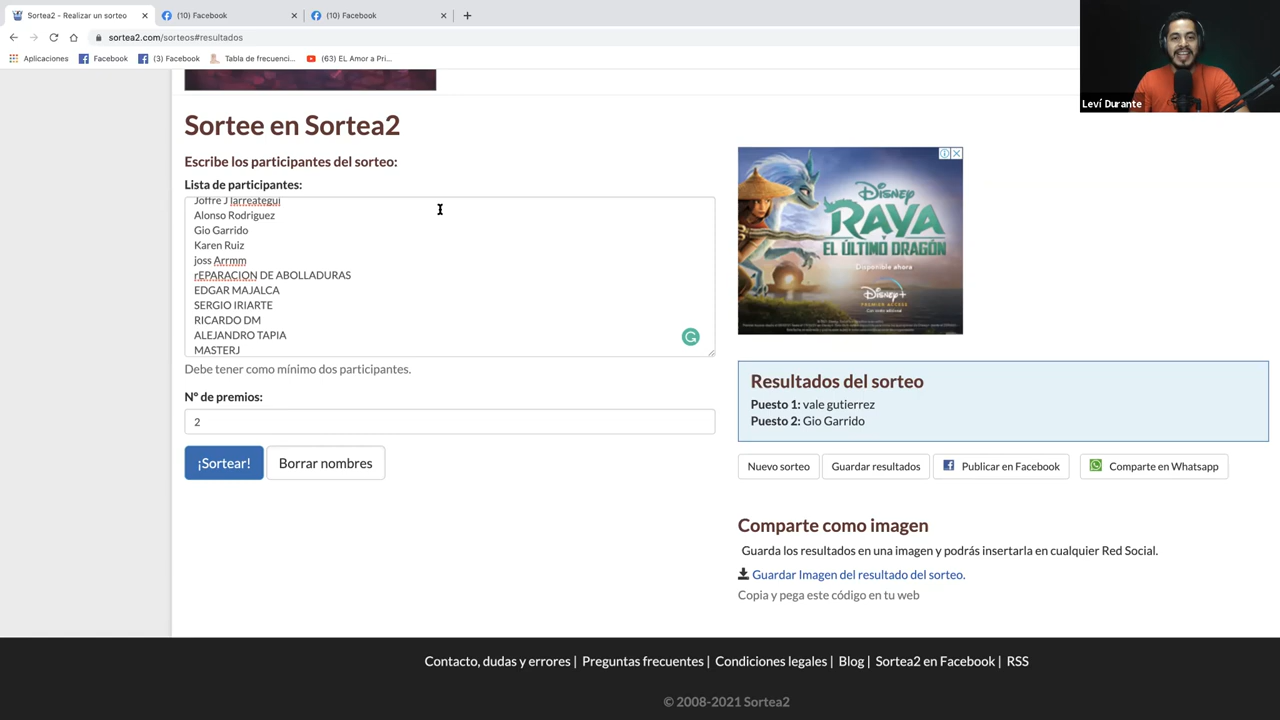 Sortea2 - Realizar un sorteo
(10) Facebook
(10) Facebook
sortea2.com/sorteos#resultados
Aplicaciones
Facebook
(3) Facebook
Tabla de frecuenci...
(63) EL Amor a Pri...
Leví Durante
Sortee en Sortea2
Escribe los participantes del sorteo:
Lista de participantes:
Joffre J larreategui
Alonso Rodriguez
Gio Garrido
Karen Ruiz
joss Arrmm
rEPARACION DE ABOLLADURAS
EDGAR MAJALCA
SERGIO IRIARTE
RICARDO DM
ALEJANDRO TAPIA
MASTERJ
Debe tener como mínimo dos participantes.
Nº de premios:
2
¡Sortear!
Borrar nombres
DISNEY
RAYA
Y EL ÚLTIMO DRAGÓN
Disponible ahora
Disney+
PREMIER ACCESS
Resultados del sorteo
Puesto 1: vale gutierrez
Puesto 2: Gio Garrido
Nuevo sorteo
Guardar resultados
Publicar en Facebook
Comparte en Whatsapp
Comparte como imagen
Guarda los resultados en una imagen y podrás insertarla en cualquier Red Social.
Guardar Imagen del resultado del sorteo.
Copia y pega este código en tu web
Contacto, dudas y errores | Preguntas frecuentes | Condiciones legales | Blog | Sortea2 en Facebook | RSS
© 2008-2021 Sortea2